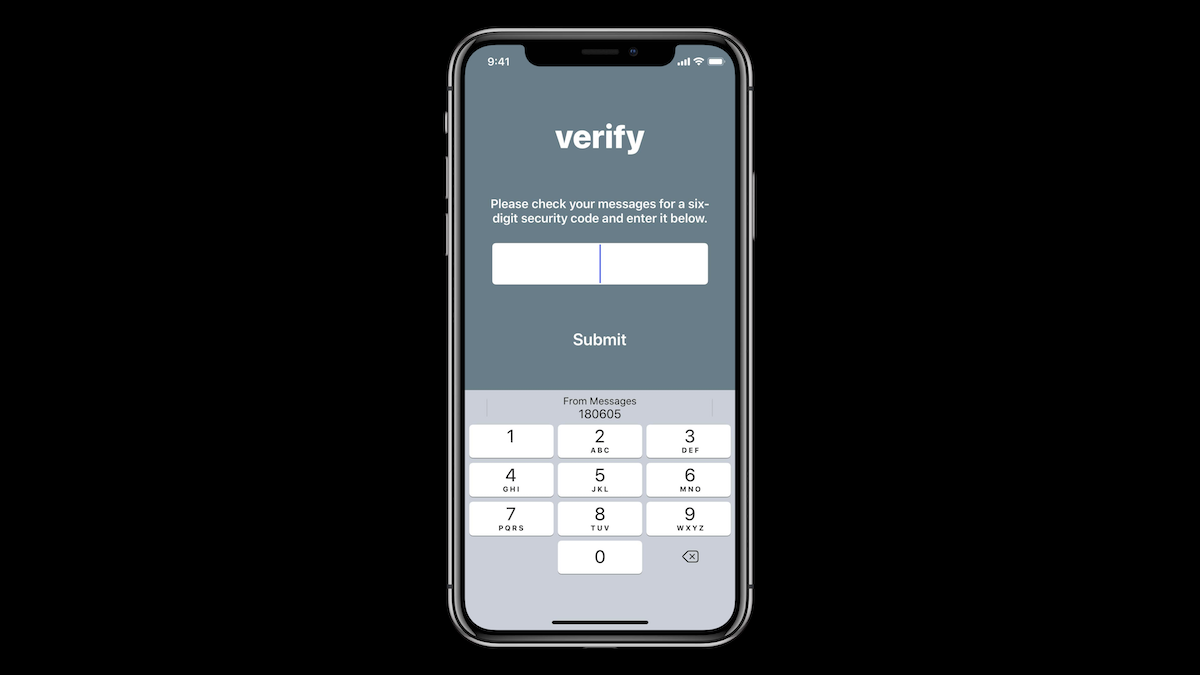 9:41
verify
Please check your messages for a six-
digit security code and enter it below.
Submit
From Messages
180605
1
2
ABC
3
DEF
4
GHI
5
JKL
6
MNO
7
PQRS
8
TUV
9
WXYZ
0